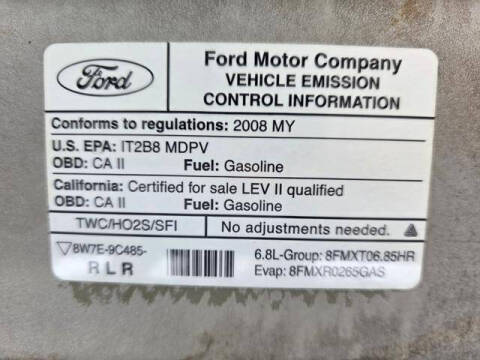 Ford
Ford Motor Company
VEHICLE EMISSION
CONTROL INFORMATION
Conforms to regulations: 2008 MY
U.S. EPA: IT2B8 MDPV
OBD: CA II Fuel: Gasoline
California: Certified for sale LEV II qualified
OBD: CA II Fuel: Gasoline
TWC/HO2S/SFI No adjustments needed.
8W7E-9C485-
RLR
6.8L-Group: 8FMXT06.85HR
Evap: 8FMXR0265GAS